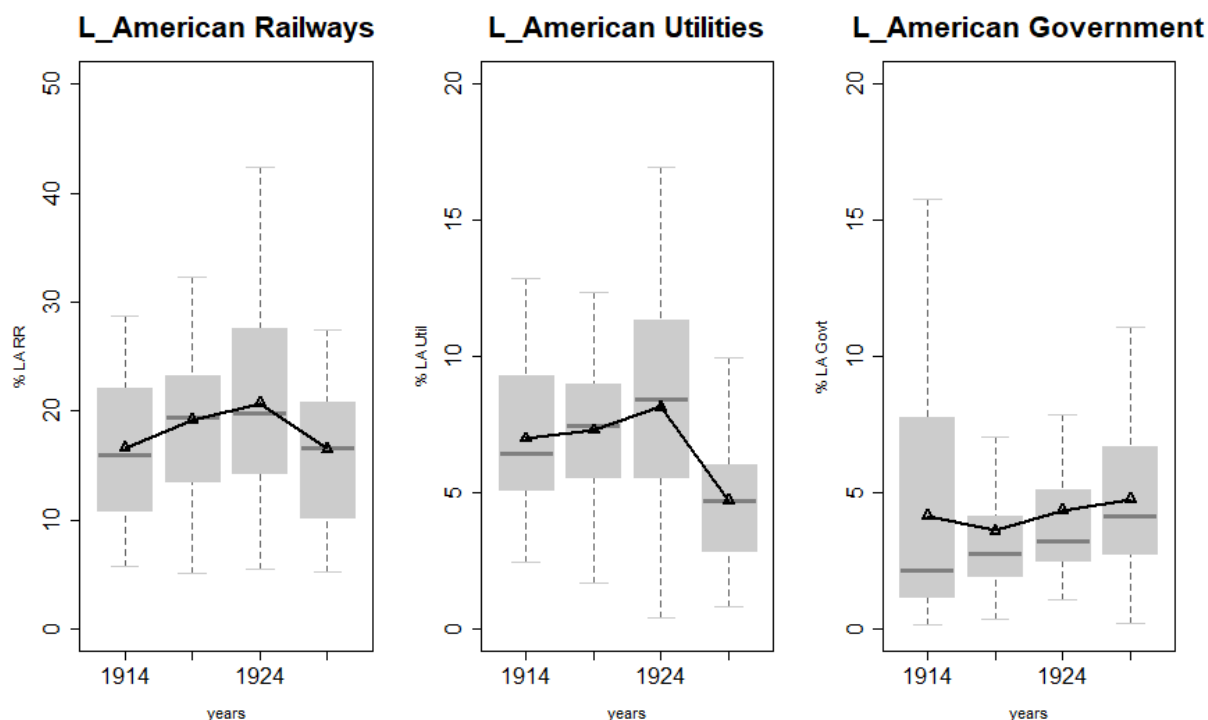 L_American Railways
% LA RR
50
40
30
20
10
0
1914 1924
years
L_American Utilities
% LA Util
20
15
10
5
0
1914 1924
years
L_American Government
% LA Govt
20
15
10
5
0
1914 1924
years